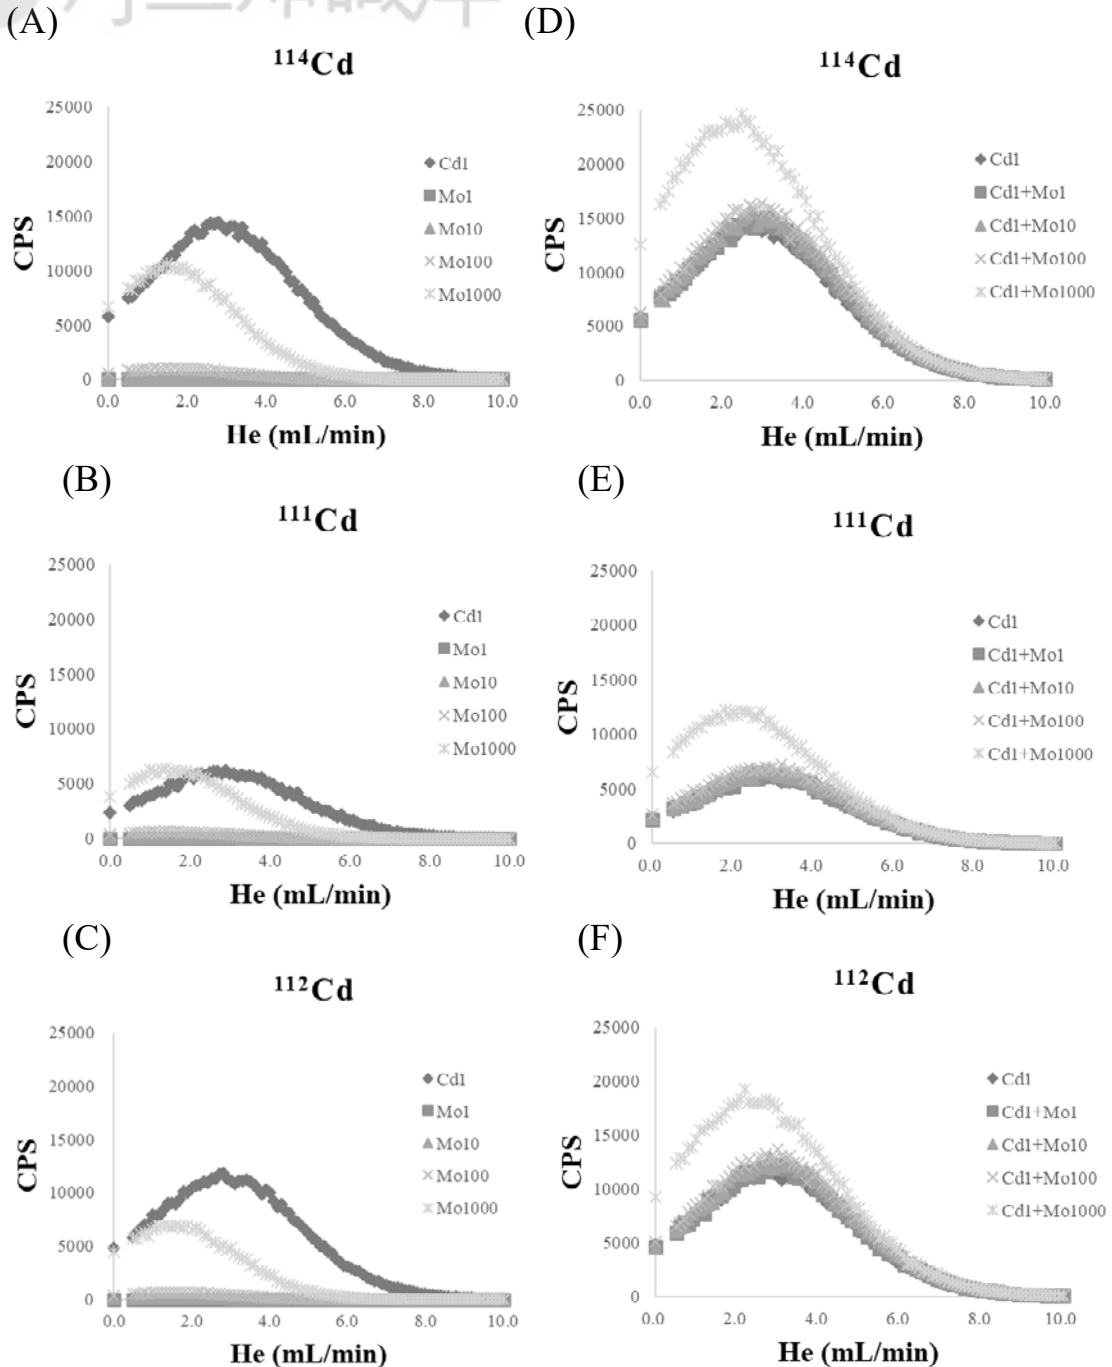 (A)
¹¹⁴Cd
CPS
25000
20000
15000
10000
5000
0
0.0 2.0 4.0 6.0 8.0 10.0
He (mL/min)
Cd1
Mo1
Mo10
Mo100
Mo1000
(D)
¹¹⁴Cd
CPS
25000
20000
15000
10000
5000
0
0.0 2.0 4.0 6.0 8.0 10.0
He (mL/min)
Cd1
Cd1+Mo1
Cd1+Mo10
Cd1+Mo100
Cd1+Mo1000
(B)
¹¹¹Cd
CPS
25000
20000
15000
10000
5000
0
0.0 2.0 4.0 6.0 8.0 10.0
He (mL/min)
Cd1
Mo1
Mo10
Mo100
Mo1000
(E)
¹¹¹Cd
CPS
25000
20000
15000
10000
5000
0
0.0 2.0 4.0 6.0 8.0 10.0
He (mL/min)
Cd1
Cd1+Mo1
Cd1+Mo10
Cd1+Mo100
Cd1+Mo1000
(C)
¹¹²Cd
CPS
25000
20000
15000
10000
5000
0
0.0 2.0 4.0 6.0 8.0 10.0
He (mL/min)
Cd1
Mo1
Mo10
Mo100
Mo1000
(F)
¹¹²Cd
CPS
25000
20000
15000
10000
5000
0
0.0 2.0 4.0 6.0 8.0 10.0
He (mL/min)
Cd1
Cd1+Mo1
Cd1+Mo10
Cd1+Mo100
Cd1+Mo1000